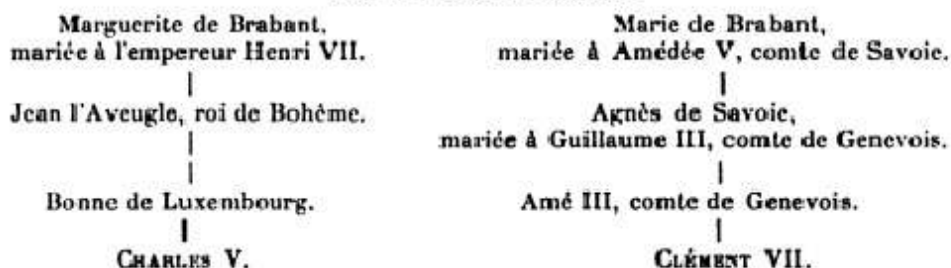 Marguerite de Brabant,
mariée à l'empereur Henri VII.
Jean l'Aveugle, roi de Bohême.
Bonne de Luxembourg.
CHARLES V.
Marie de Brabant,
mariée à Amédée V, comte de Savoie.
Agnès de Savoie,
mariée à Guillaume III, comte de Genevois.
Amé III, comte de Genevois.
CLÉMENT VII.